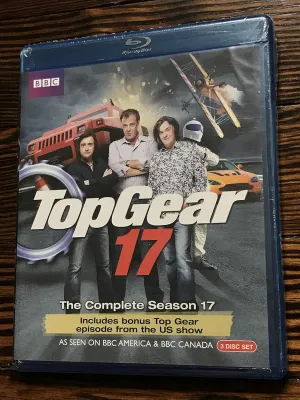 Blu-ray Disc
BBC
TopGear
17
The Complete Season 17
Includes bonus Top Gear
episode from the US show
AS SEEN ON BBC AMERICA & BBC CANADA
3 DISC SET